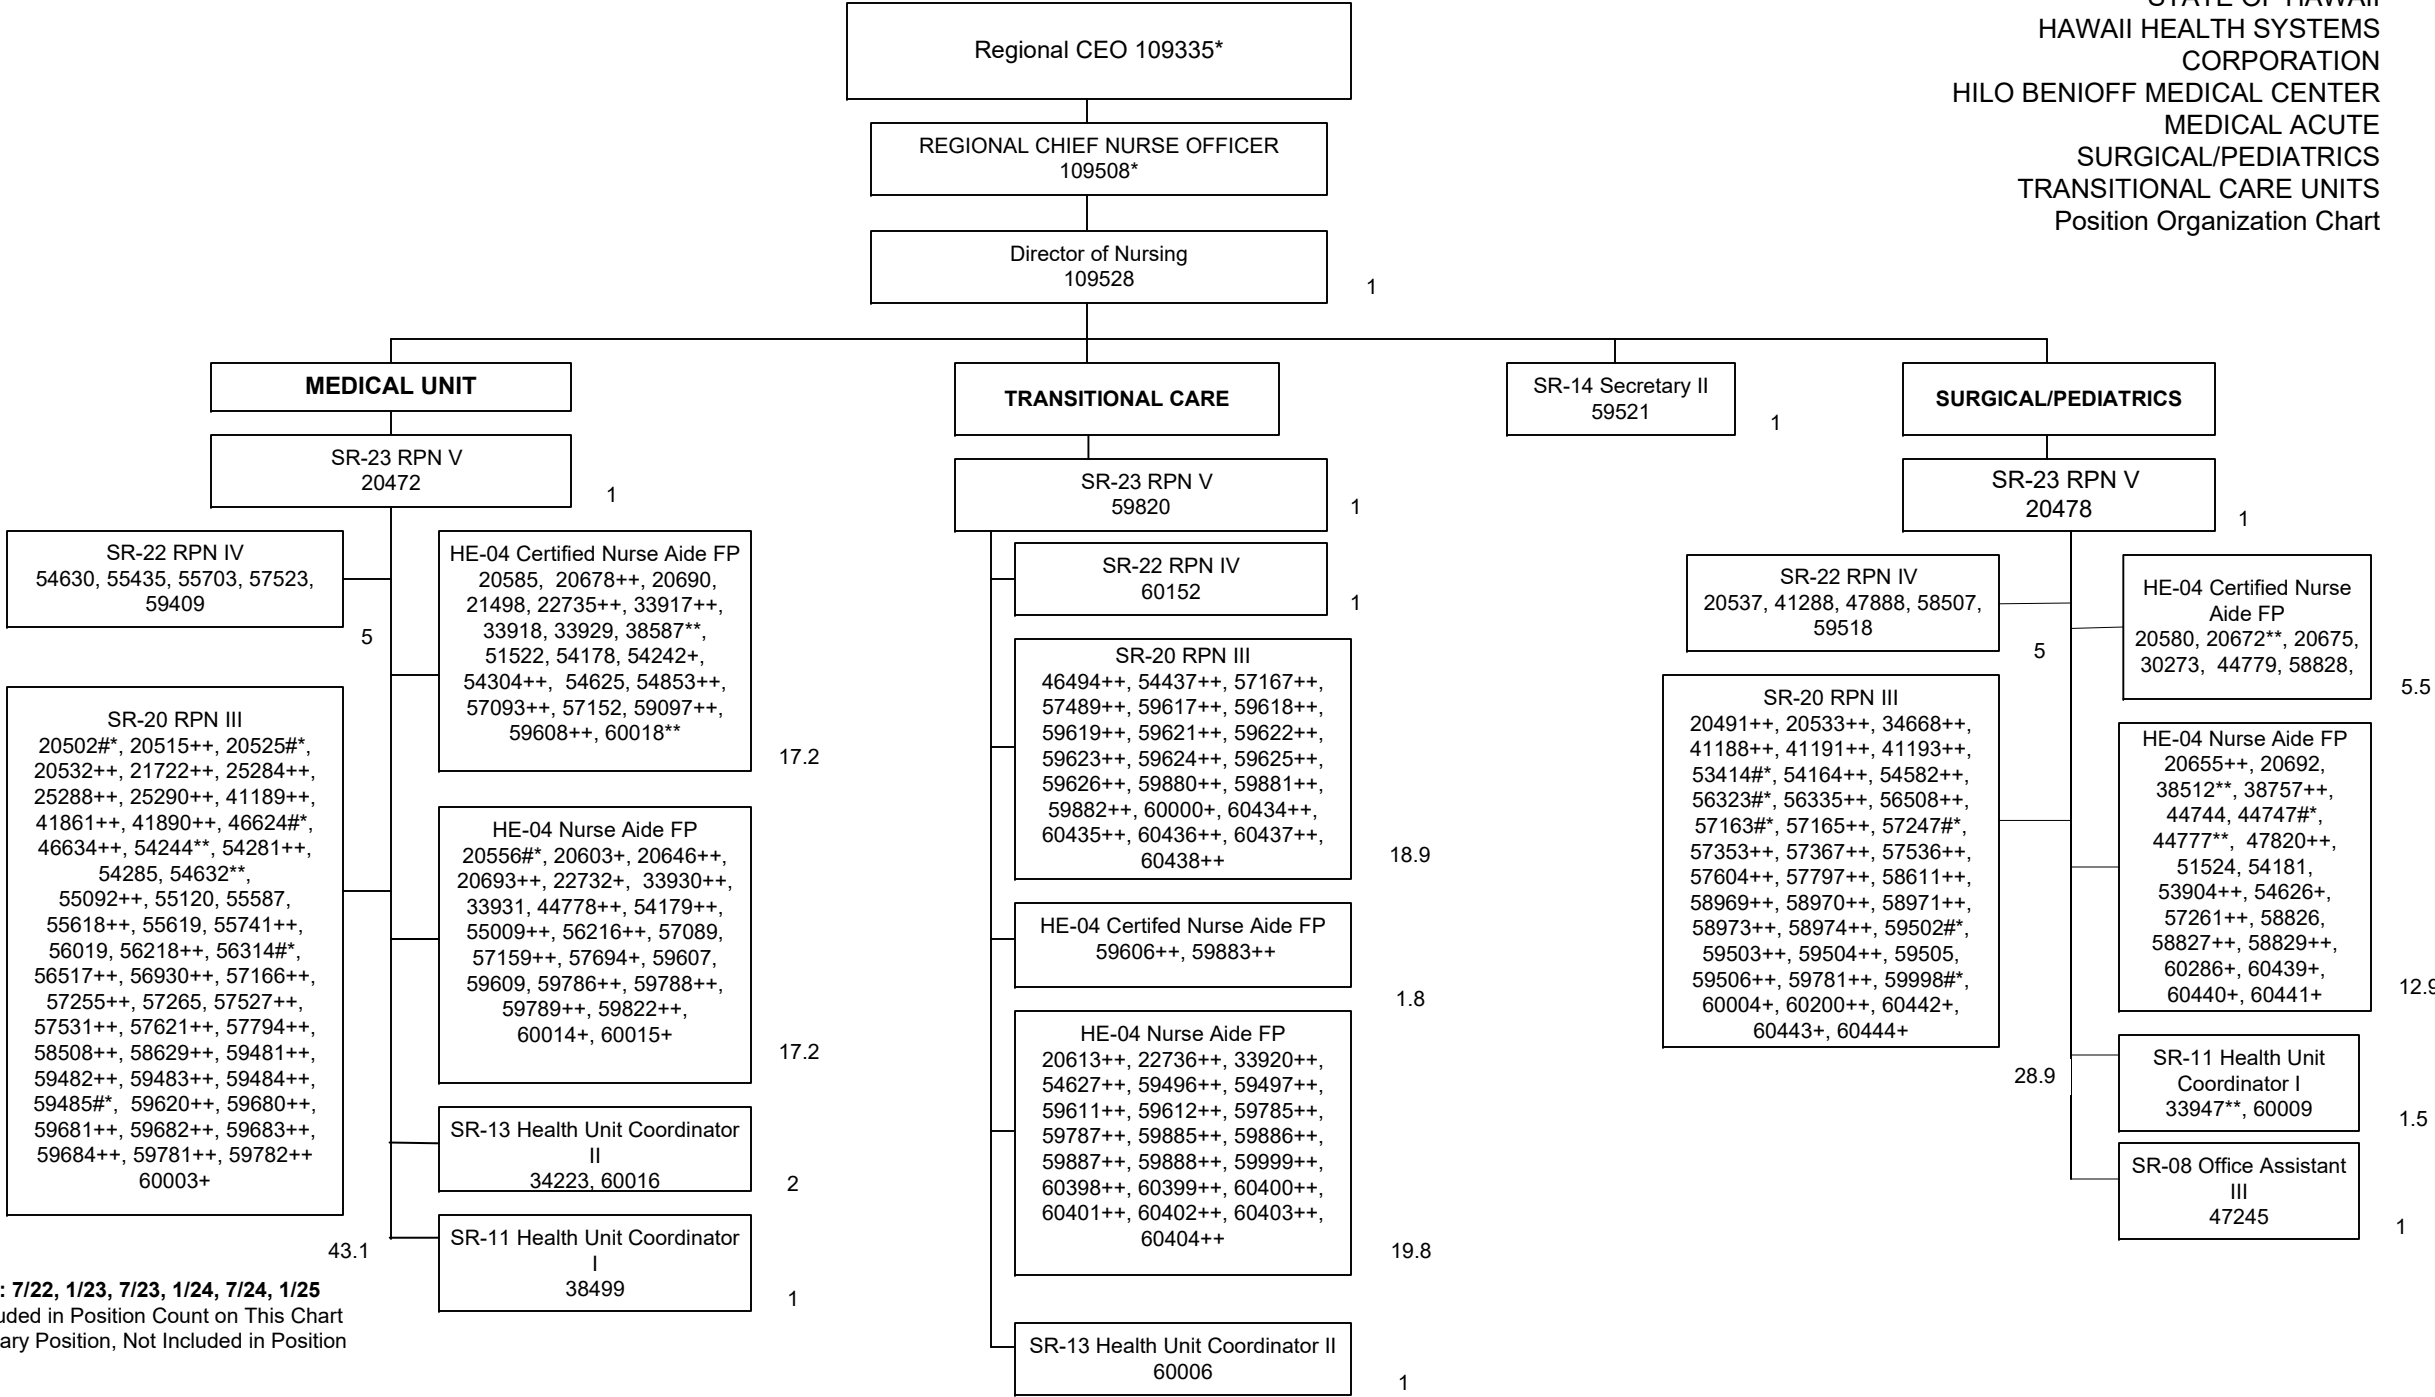 STATE OF HAWAII
HAWAII HEALTH SYSTEMS
CORPORATION
HILO BENIOFF MEDICAL CENTER
MEDICAL ACUTE
SURGICAL/PEDIATRICS
TRANSITIONAL CARE UNITS
Position Organization Chart
Regional CEO 109335*
REGIONAL CHIEF NURSE OFFICER
109508*
Director of Nursing
109528
1
MEDICAL UNIT
SR-23 RPN V
20472
1
SR-22 RPN IV
54630, 55435, 55703, 57523,
59409
5
SR-20 RPN III
20502#*, 20515++, 20525#*,
20532++, 21722++, 25284++,
25288++, 25290++, 41189++,
41861++, 41890++, 46624#*,
46634++, 54244**, 54281++,
54285, 54632**,
55092++, 55120, 55587,
55618++, 55619, 55741++,
56019, 56218++, 56314#*,
56517++, 56930++, 57166++,
57255++, 57265, 57527++,
57531++, 57621++, 57794++,
58508++, 58629++, 59481++,
59482++, 59483++, 59484++,
59485#*, 59620++, 59680++,
59681++, 59682++, 59683++,
59684++, 59781++, 59782++
60003+
43.1
HE-04 Certified Nurse Aide FP
20585, 20678++, 20690,
21498, 22735++, 33917++,
33918, 33929, 38587**,
51522, 54178, 54242+,
54304++, 54625, 54853++,
57093++, 57152, 59097++,
59608++, 60018**
17.2
HE-04 Nurse Aide FP
20556#*, 20603+, 20646++,
20693++, 22732+, 33930++,
33931, 44778++, 54179++,
55009++, 56216++, 57089,
57159++, 57694+, 59607,
59609, 59786++, 59788++,
59789++, 59822++,
60014+, 60015+
17.2
SR-13 Health Unit Coordinator
II
34223, 60016
2
SR-11 Health Unit Coordinator
I
38499
1
TRANSITIONAL CARE
SR-23 RPN V
59820
1
SR-22 RPN IV
60152
1
SR-20 RPN III
46494++, 54437++, 57167++,
57489++, 59617++, 59618++,
59619++, 59621++, 59622++,
59623++, 59624++, 59625++,
59626++, 59880++, 59881++,
59882++, 60000+, 60434++,
60435++, 60436++, 60437++,
60438++
18.9
HE-04 Certifed Nurse Aide FP
59606++, 59883++
1.8
HE-04 Nurse Aide FP
20613++, 22736++, 33920++,
54627++, 59496++, 59497++,
59611++, 59612++, 59785++,
59787++, 59885++, 59886++,
59887++, 59888++, 59999++,
60398++, 60399++, 60400++,
60401++, 60402++, 60403++,
60404++
19.8
SR-13 Health Unit Coordinator II
60006
1
SR-14 Secretary II
59521
1
SURGICAL/PEDIATRICS
SR-23 RPN V
20478
1
SR-22 RPN IV
20537, 41288, 47888, 58507,
59518
5
SR-20 RPN III
20491++, 20533++, 34668++,
41188++, 41191++, 41193++,
53414#*, 54164++, 54582++,
56323#*, 56335++, 56508++,
57163#*, 57165++, 57247#*,
57353++, 57367++, 57536++,
57604++, 57797++, 58611++,
58969++, 58970++, 58971++,
58973++, 58974++, 59502#*,
59503++, 59504++, 59505,
59506++, 59781++, 59998#*,
60004+, 60200++, 60442+,
60443+, 60444+
28.9
HE-04 Certified Nurse
Aide FP
20580, 20672**, 20675,
30273, 44779, 58828,
5.5
HE-04 Nurse Aide FP
20655++, 20692,
38512**, 38757++,
44744, 44747#*,
44777**, 47820++,
51524, 54181,
53904++, 54626+,
57261++, 58826,
58827++, 58829++,
60286+, 60439+,
60440+, 60441+
12.9
SR-11 Health Unit
Coordinator I
33947**, 60009
1.5
SR-08 Office Assistant
III
47245
1
: 7/22, 1/23, 7/23, 1/24, 7/24, 1/25
in Position Count on This Chart
Position, Not Included in Position